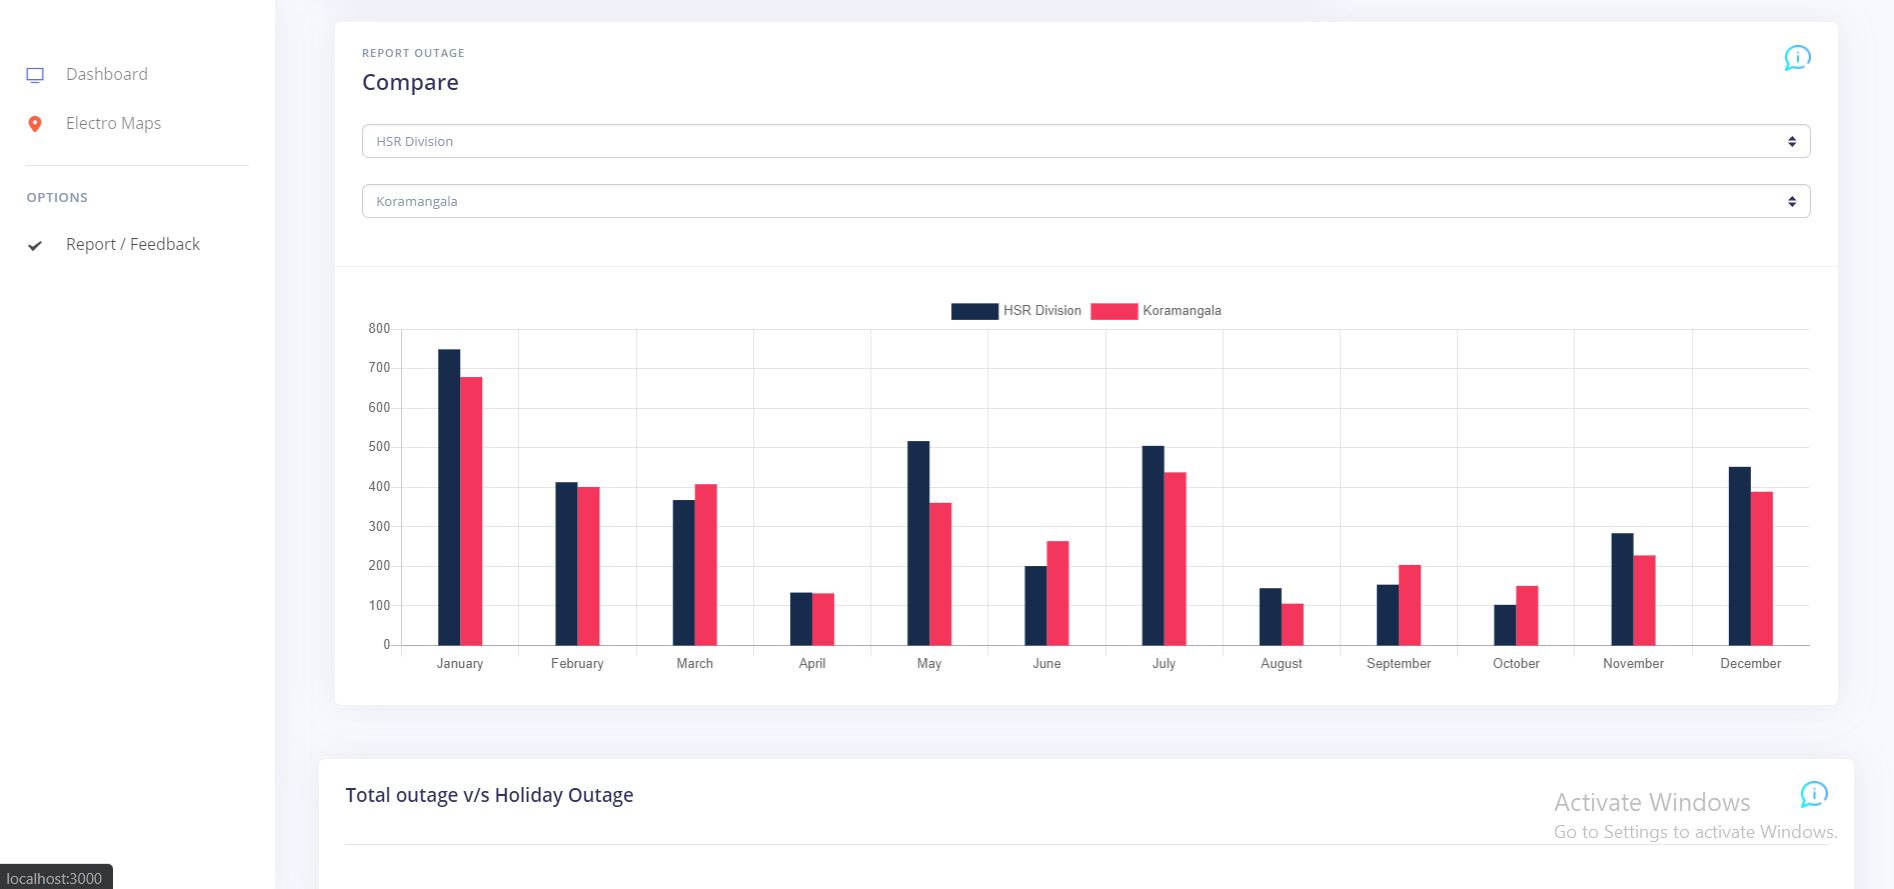 Dashboard
Electro Maps
OPTIONS
Report / Feedback
REPORT OUTAGE
Compare
HSR Division
Koramangala
HSR Division Koramangala
800
700
600
500
400
300
200
100
0
January February March April May June July August September October November December
Total outage v/s Holiday Outage
Activate Windows
Go to Settings to activate Windows.
localhost:3000